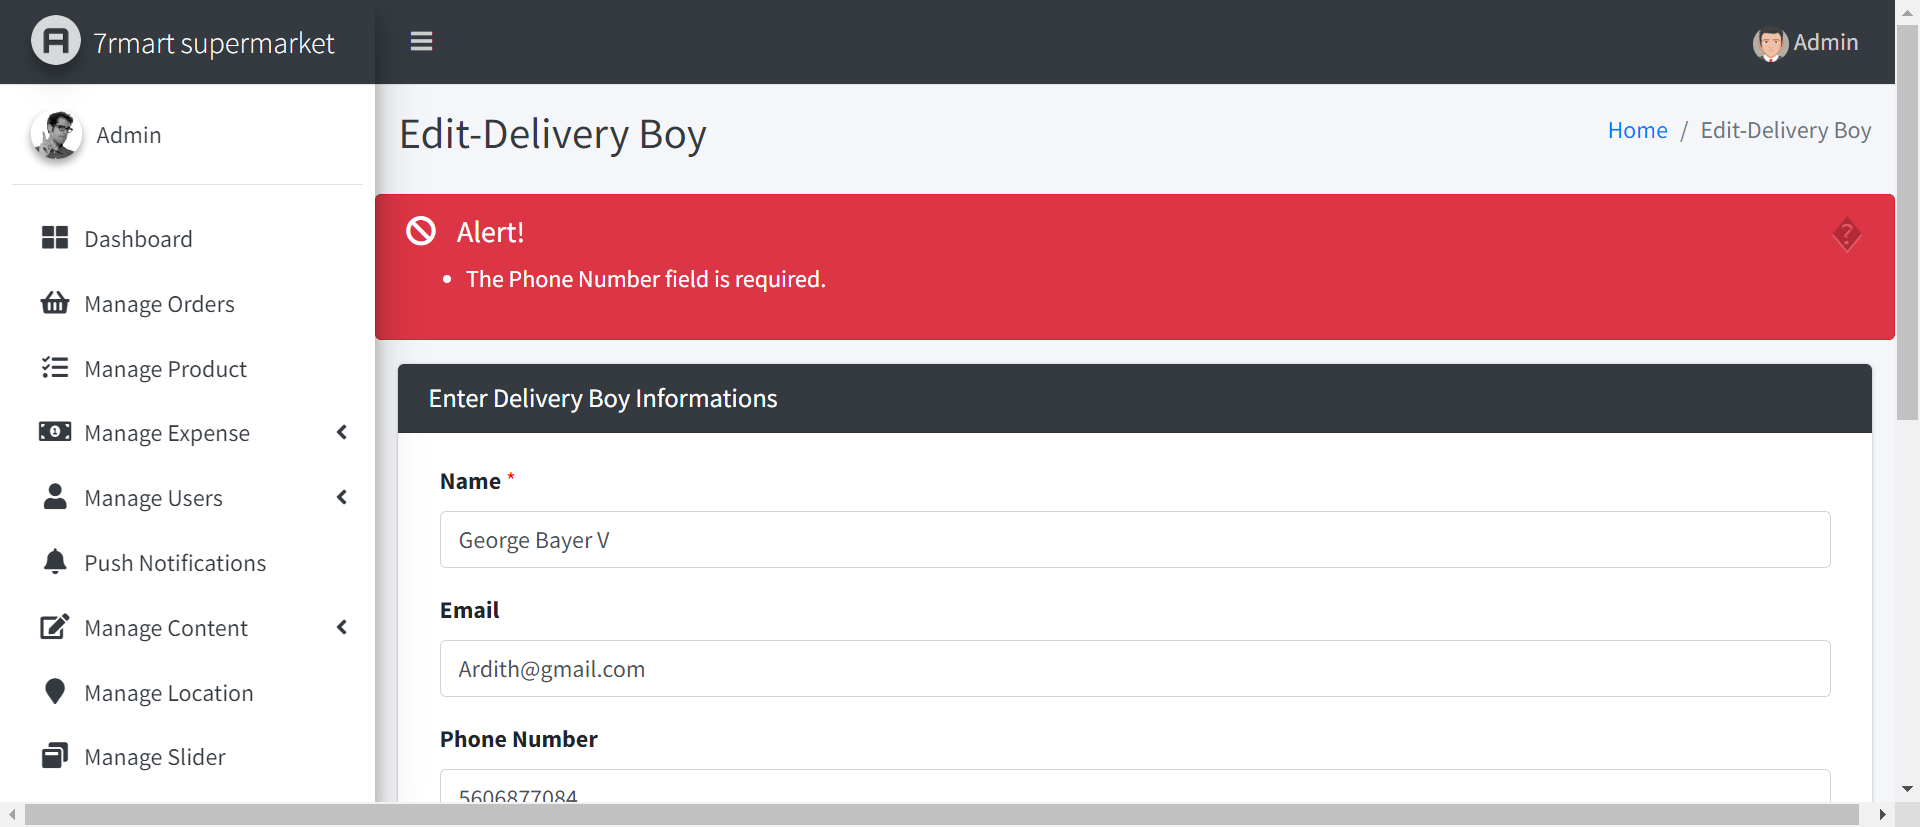 7rmart supermarket
Admin
Admin
Dashboard
Manage Orders
Manage Product
Manage Expense
Manage Users
Push Notifications
Manage Content
Manage Location
Manage Slider
Edit-Delivery Boy
Home / Edit-Delivery Boy
Alert!
The Phone Number field is required.
Enter Delivery Boy Informations
Name *
George Bayer V
Email
Ardith@gmail.com
Phone Number
5606877084